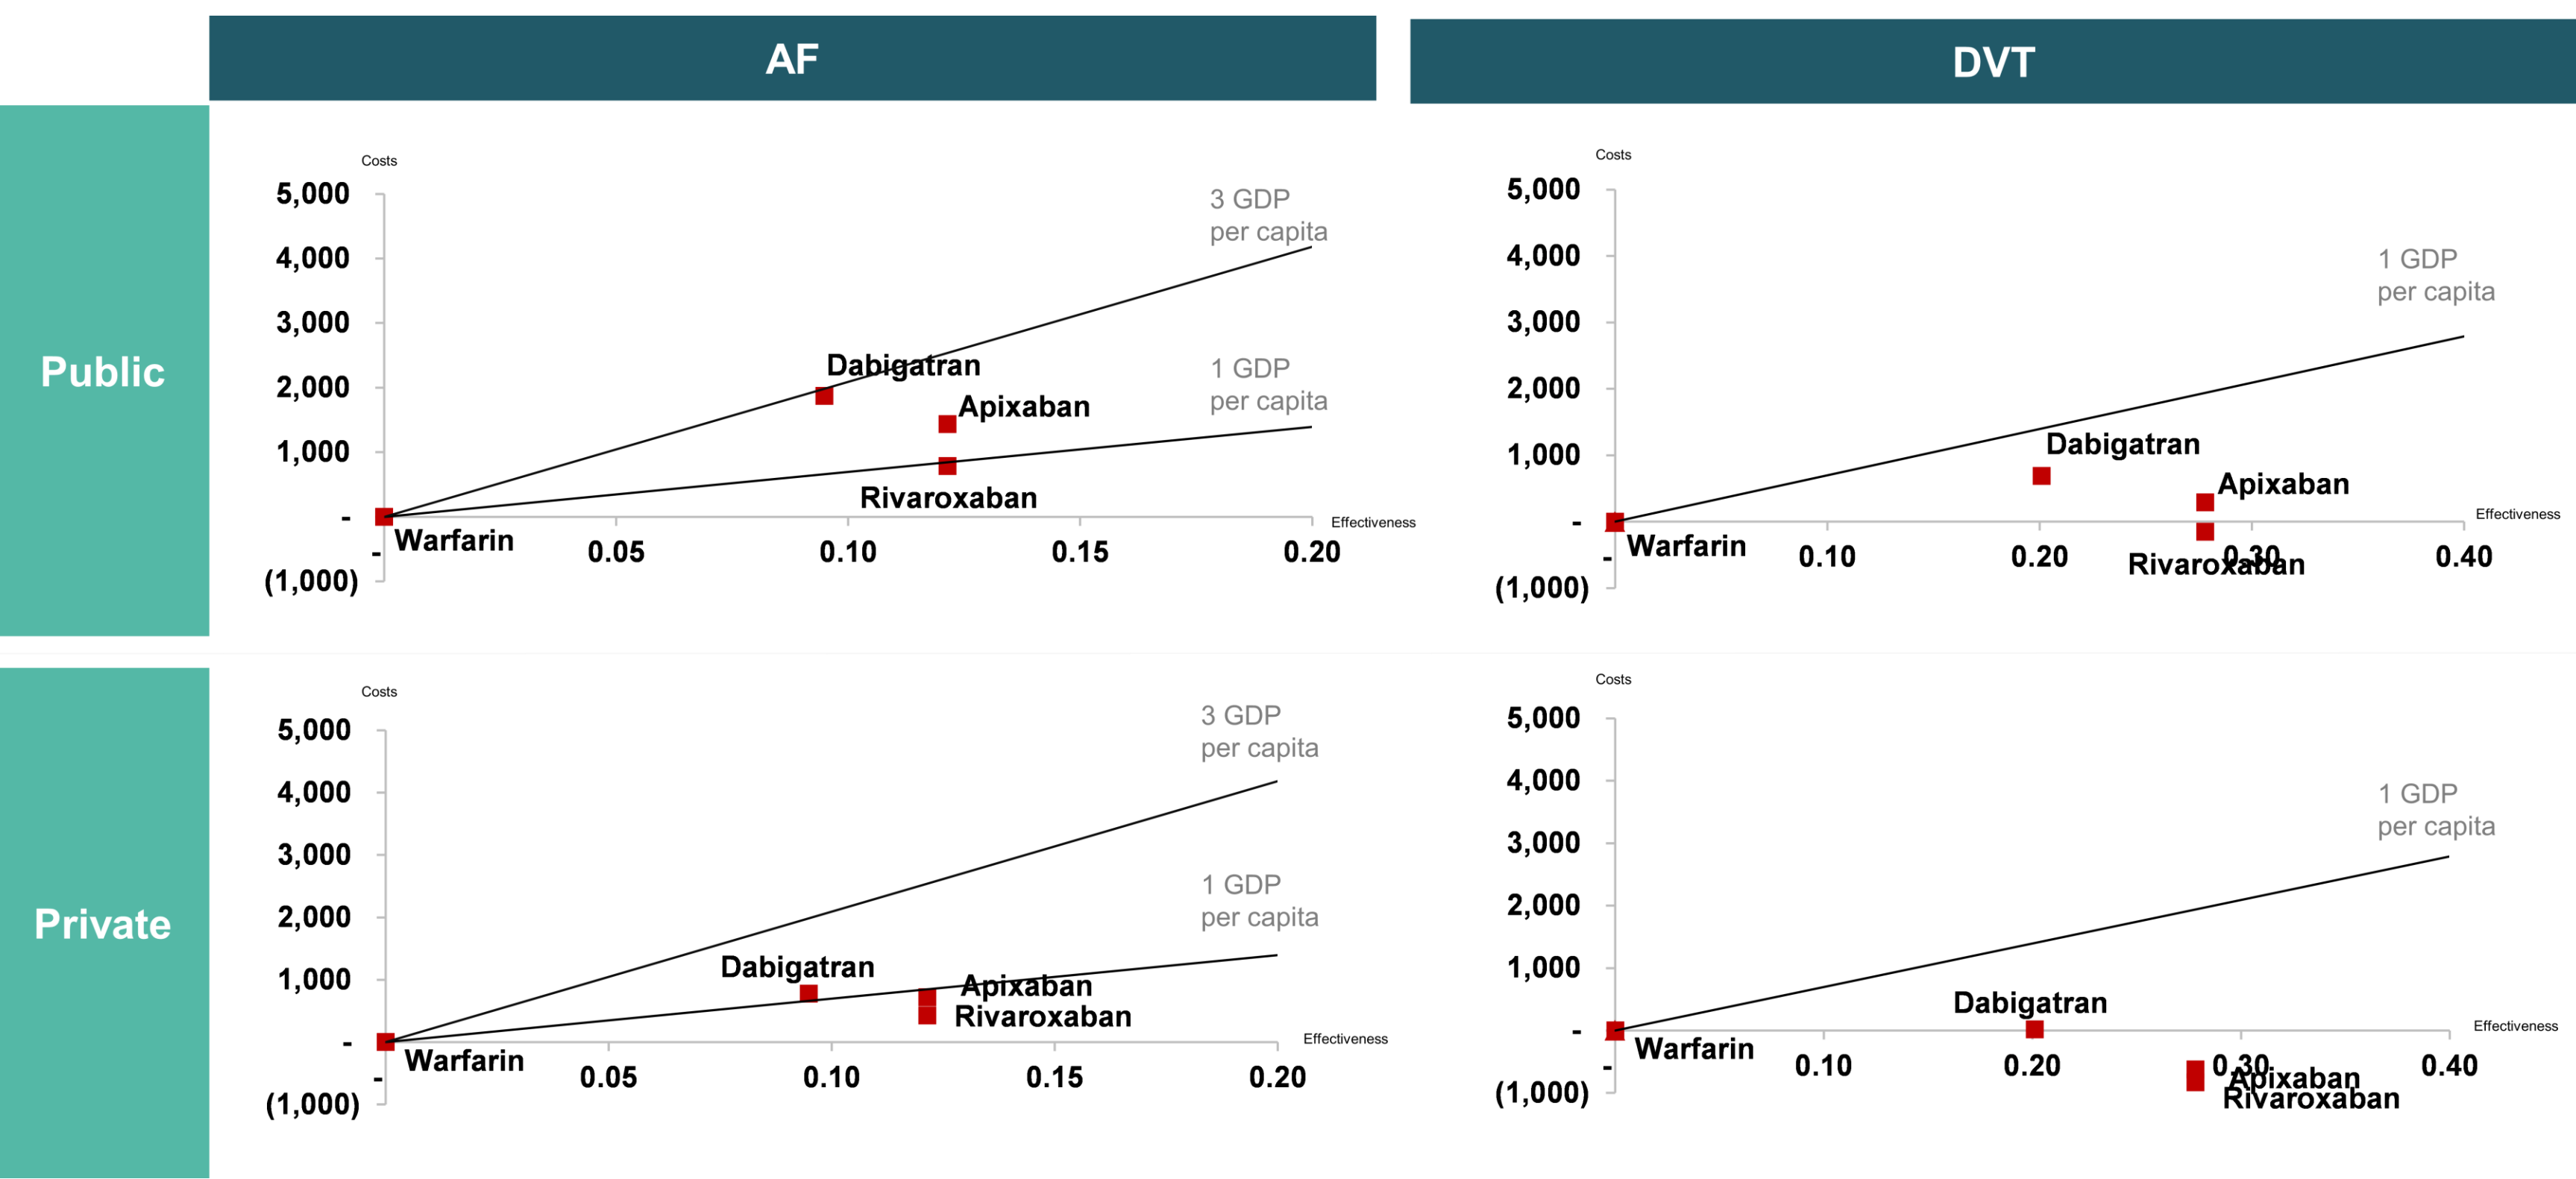 AF
DVT
Public
Costs
5,000
4,000
3,000
2,000
1,000
-
(1,000)
3 GDP
per capita
1 GDP
per capita
Dabigatran
Apixaban
Rivaroxaban
Warfarin
Effectiveness
-
0.05
0.10
0.15
0.20
Costs
5,000
4,000
3,000
2,000
1,000
-
(1,000)
1 GDP
per capita
Dabigatran
Apixaban
Rivaroxaban
Warfarin
Effectiveness
-
0.10
0.20
0.30
0.40
Private
Costs
5,000
4,000
3,000
2,000
1,000
-
(1,000)
3 GDP
per capita
1 GDP
per capita
Dabigatran
Apixaban
Rivaroxaban
Warfarin
Effectiveness
-
0.05
0.10
0.15
0.20
Costs
5,000
4,000
3,000
2,000
1,000
-
(1,000)
1 GDP
per capita
Dabigatran
Warfarin
Effectiveness
-
0.10
0.20
0.30
0.40
Apixaban
Rivaroxaban